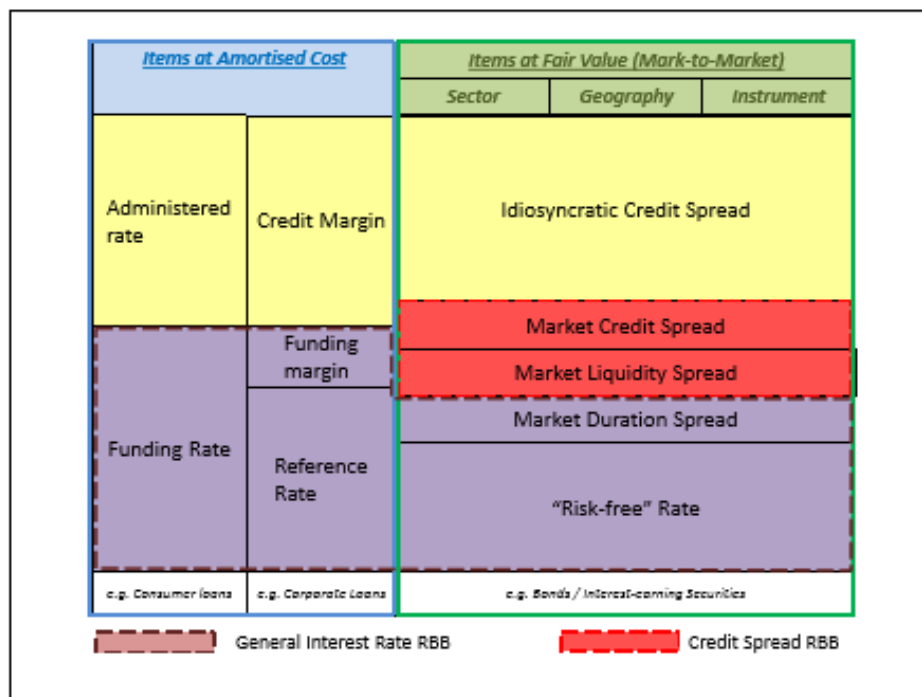 Items at Amortised Cost
Items at Fair Value (Mark-to-Market)
Sector
Geography
Instrument
Administered
rate
Credit Margin
Idiosyncratic Credit Spread
Market Credit Spread
Funding
margin
Market Liquidity Spread
Market Duration Spread
Funding Rate
Reference
Rate
“Risk-free” Rate
e.g. Consumer loans
e.g. Corporate Loans
e.g. Bonds / Interest-earning Securities
General Interest Rate RBB
Credit Spread RBB